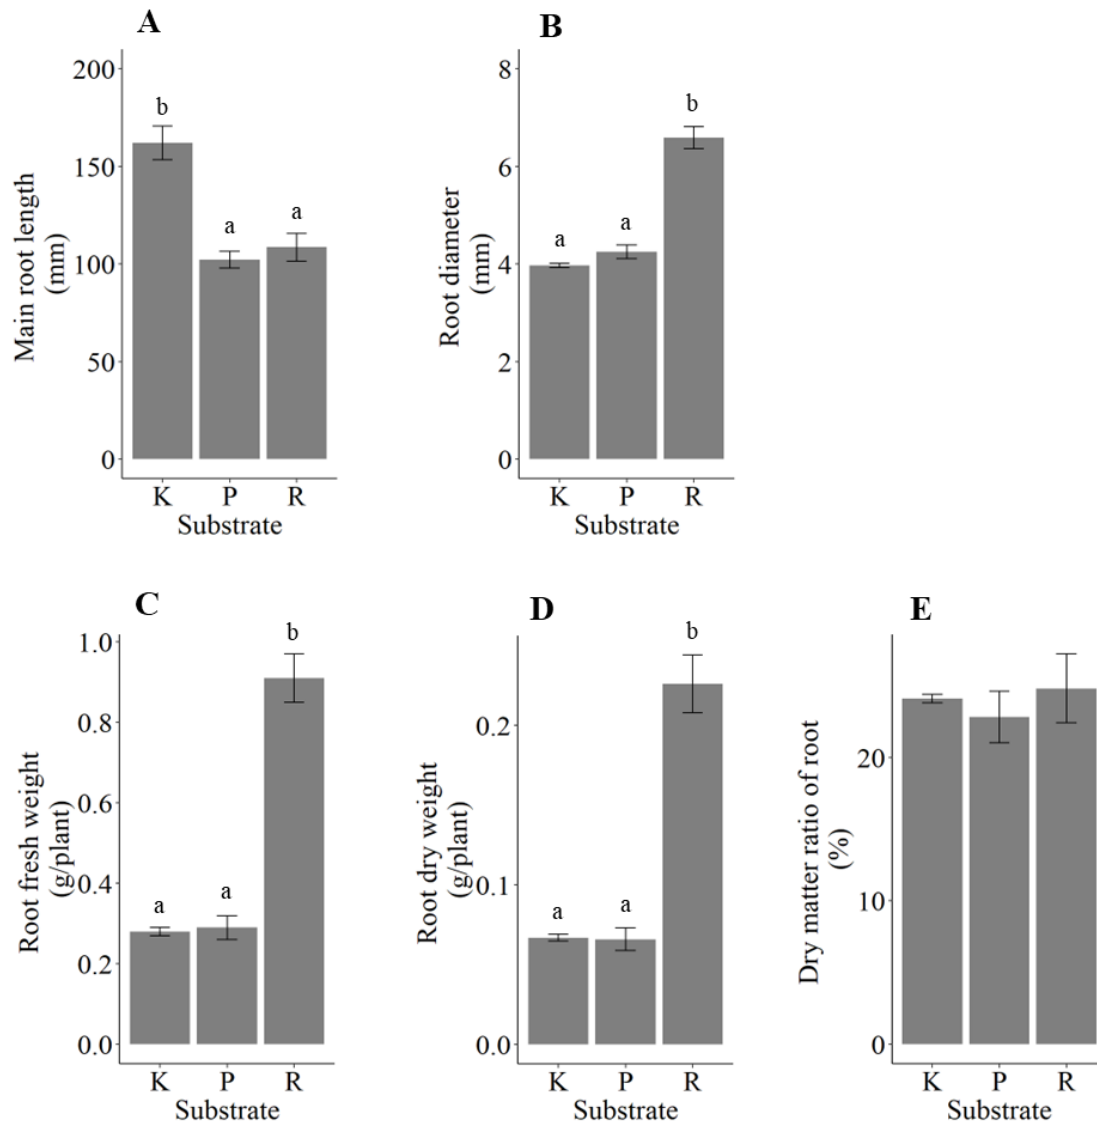 A
200
150
100
50
0
Main root length
(mm)
b
a
a
K P R
Substrate
B
8
6
4
2
0
Root diameter
(mm)
a
a
b
K P R
Substrate
C
1.0
0.8
0.6
0.4
0.2
0.0
Root fresh weight
(g/plant)
a
a
b
K P R
Substrate
D
0.2
0.1
0.0
Root dry weight
(g/plant)
a
a
b
K P R
Substrate
E
20
10
0
Dry matter ratio of root
(%)
K P R
Substrate